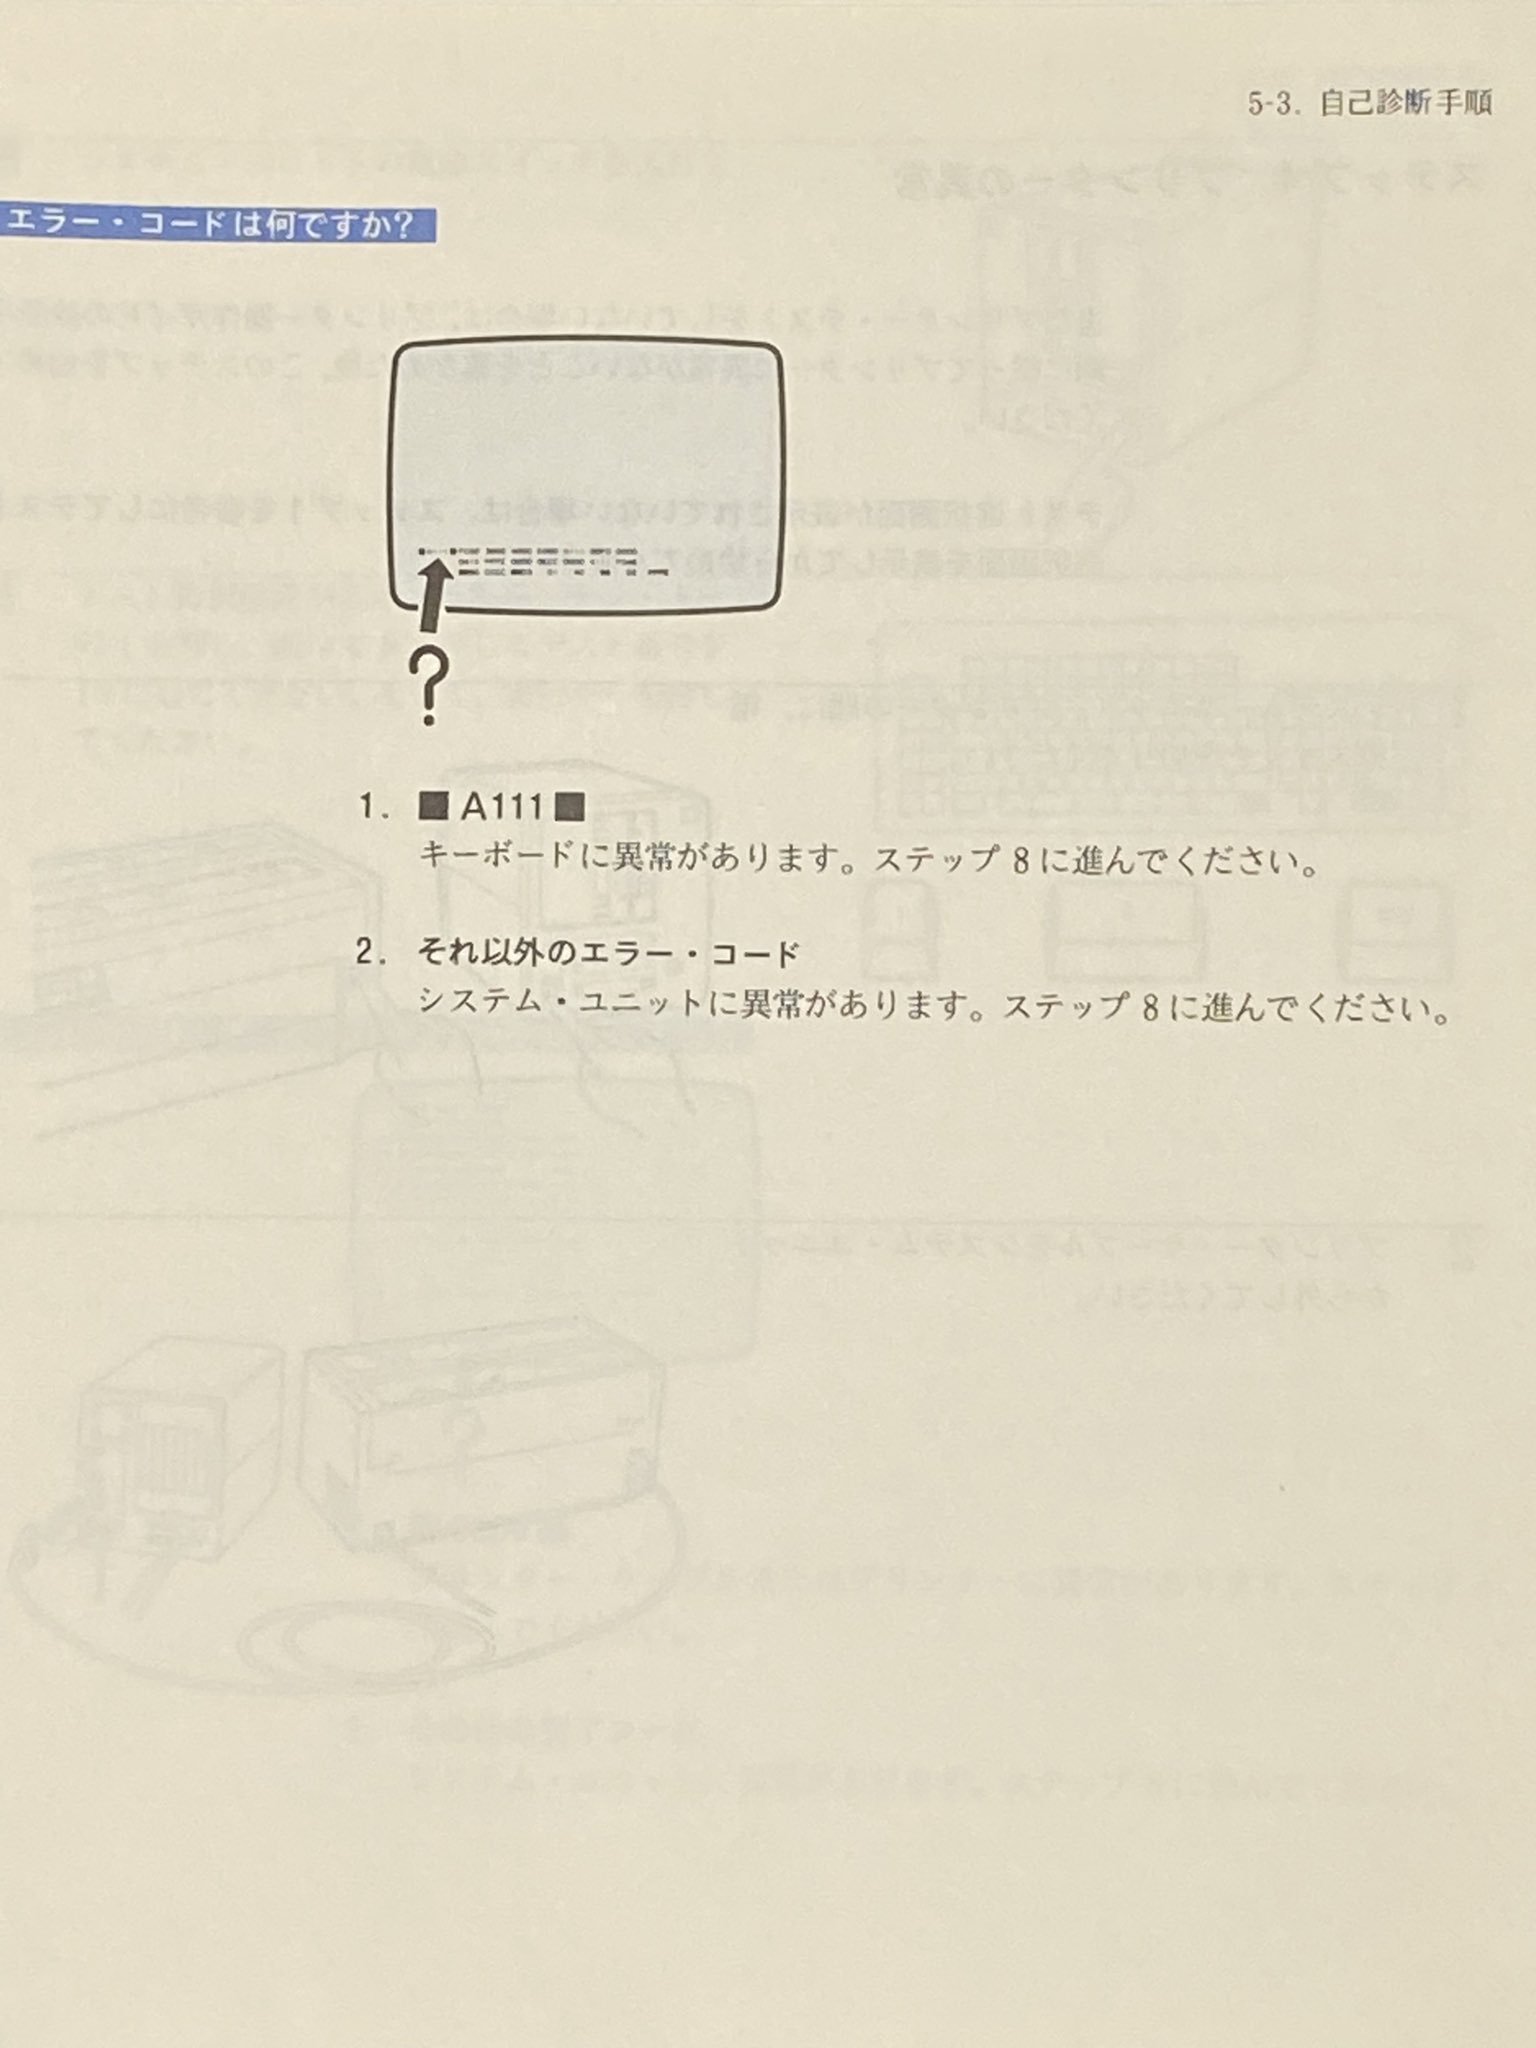 5-3. 自己診断手順
エラー・コードは何ですか?
?
1. ■ A111 ■
キーボードに異常があります。ステップ 8 に進んでください。
2. それ以外のエラー・コード
システム・ユニットに異常があります。ステップ 8 に進んでください。